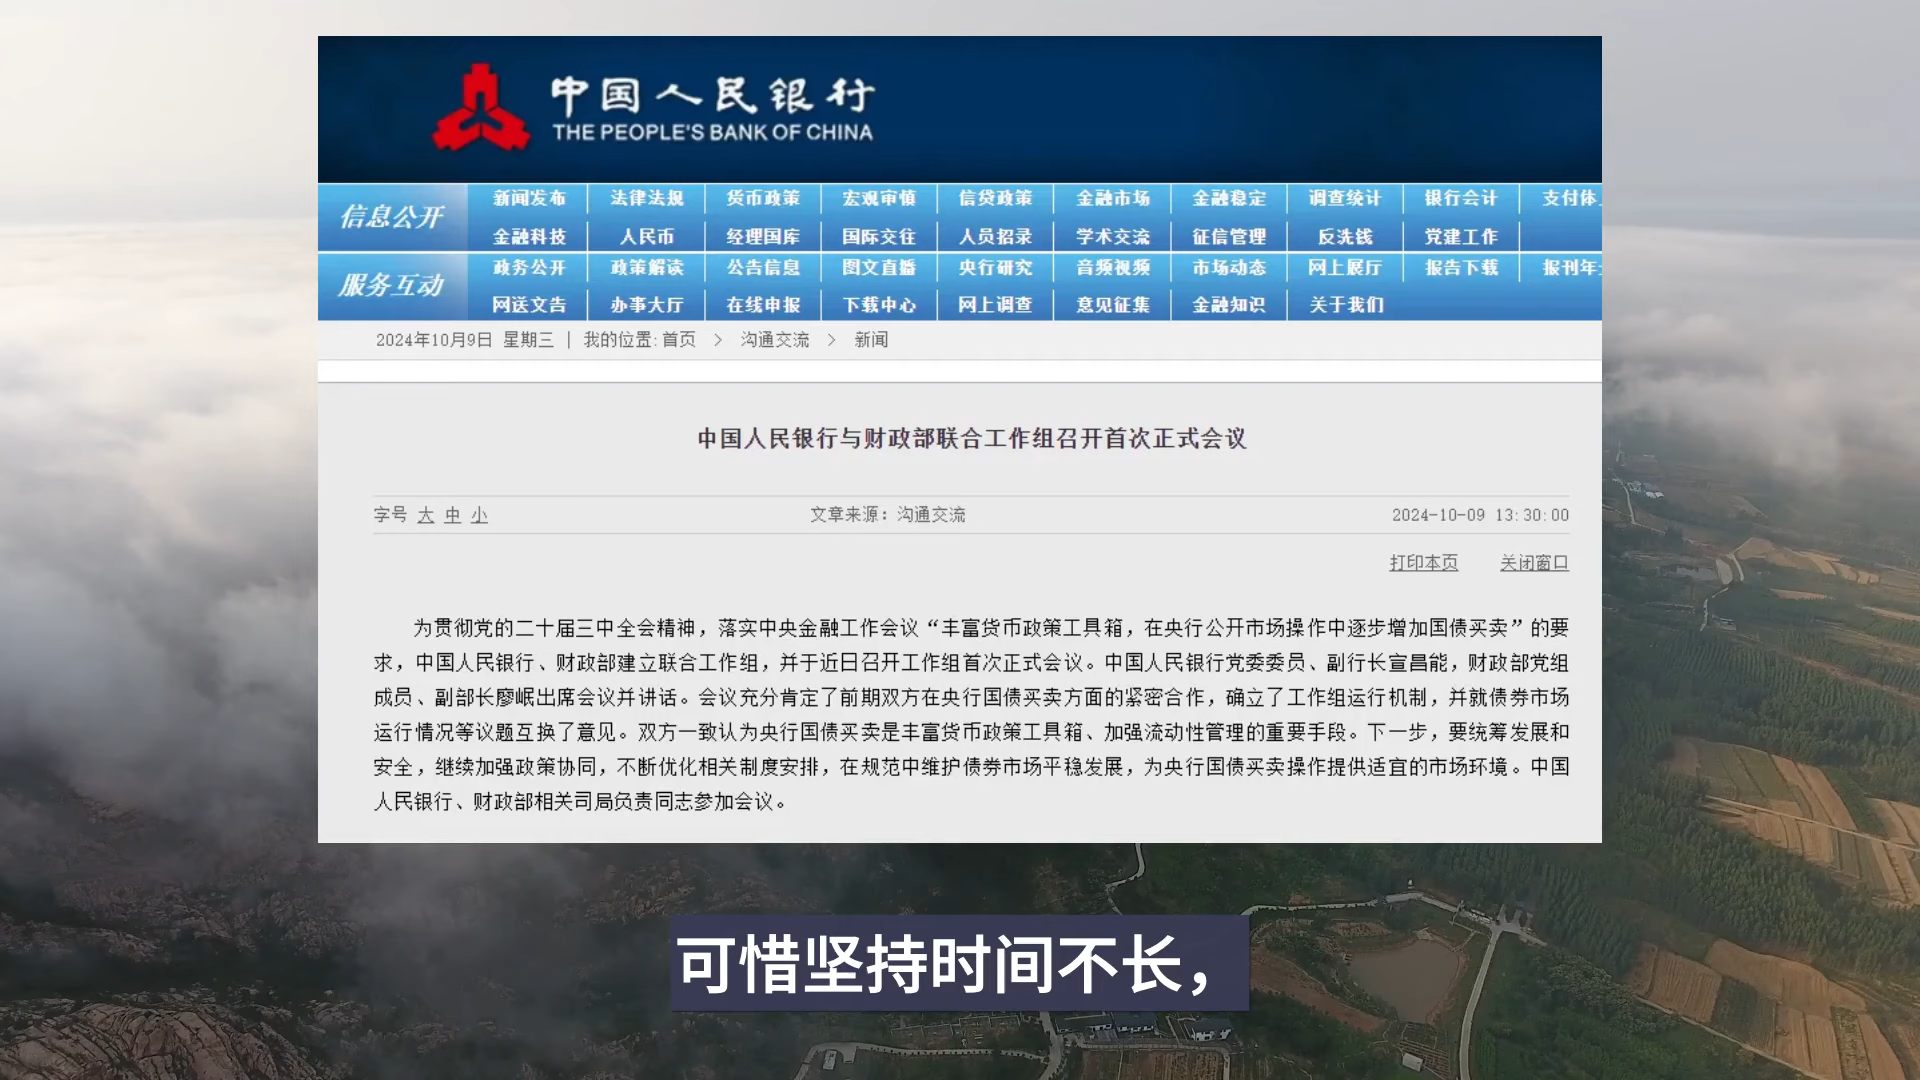 中国人民银行
THE PEOPLE'S BANK OF CHINA
信息公开
新闻发布 法律法规 货币政策 宏观审慎 信贷政策 金融市场 金融稳定 调查统计 银行会计 支付体
金融科技 人民币 经理国库 国际交往 人员招录 学术交流 征信管理 反洗钱 党建工作
服务互动
政务公开 政策解读 公告信息 图文直播 央行研究 音频视频 市场动态 网上展厅 报告下载 报刊年
网送文告 办事大厅 在线申报 下载中心 网上调查 意见征集 金融知识 关于我们
2024年10月9日 星期三 | 我的位置:首页 > 沟通交流 > 新闻
中国人民银行与财政部联合工作组召开首次正式会议
字号 大 中 小 文章来源：沟通交流 2024-10-09 13:30:00
打印本页 关闭窗口
为贯彻党的二十届三中全会精神，落实中央金融工作会议“丰富货币政策工具箱，在央行公开市场操作中逐步增加国债买卖”的要
求，中国人民银行、财政部建立联合工作组，并于近日召开工作组首次正式会议。中国人民银行党委委员、副行长宣昌能，财政部党组
成员、副部长廖岷出席会议并讲话。会议充分肯定了前期双方在央行国债买卖方面的紧密合作，确立了工作组运行机制，并就债券市场
运行情况等议题互换了意见。双方一致认为央行国债买卖是丰富货币政策工具箱、加强流动性管理的重要手段。下一步，要统筹发展和
安全，继续加强政策协同，不断优化相关制度安排，在规范中维护债券市场平稳发展，为央行国债买卖操作提供适宜的市场环境。中国
人民银行、财政部相关司局负责同志参加会议。
可惜坚持时间不长，